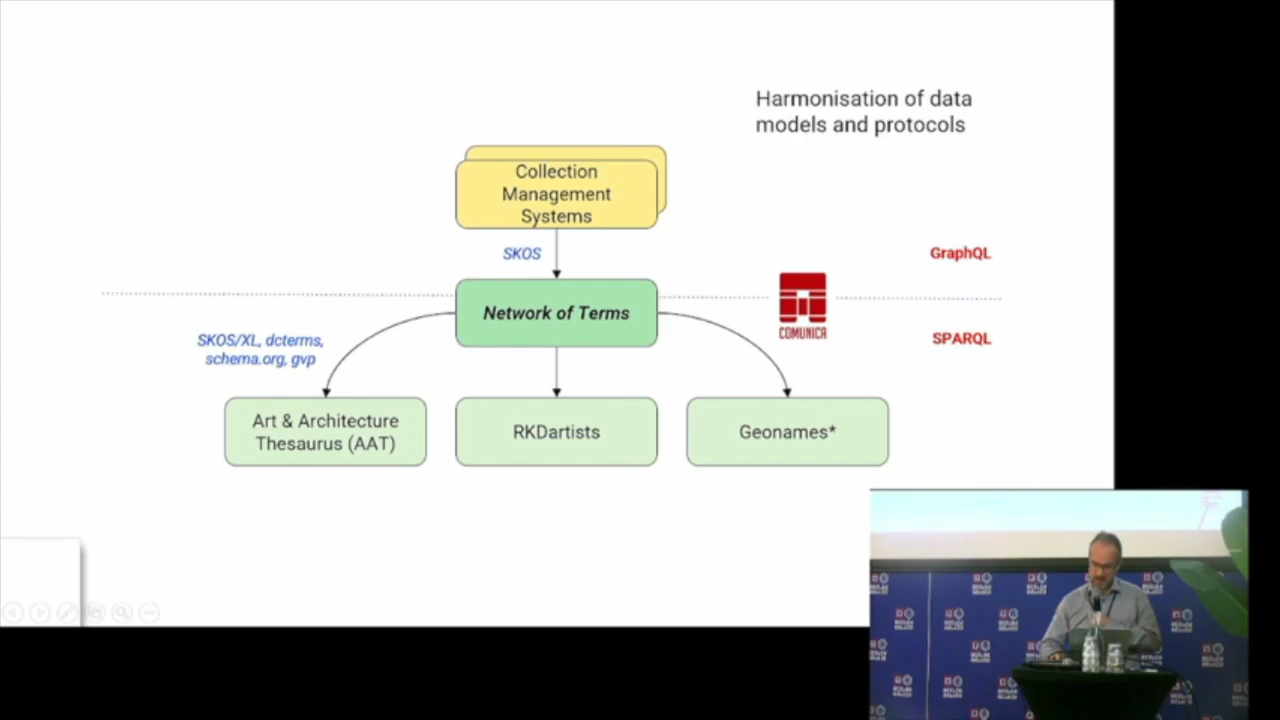 Harmonisation of data
models and protocols
Collection
Management
Systems
SKOS
GraphQL
Network of Terms
COMUNICA
SKOS/XL, dcterms,
schema.org, gvp
SPARQL
Art & Architecture
Thesaurus (AAT)
RKDartists
Geonames*